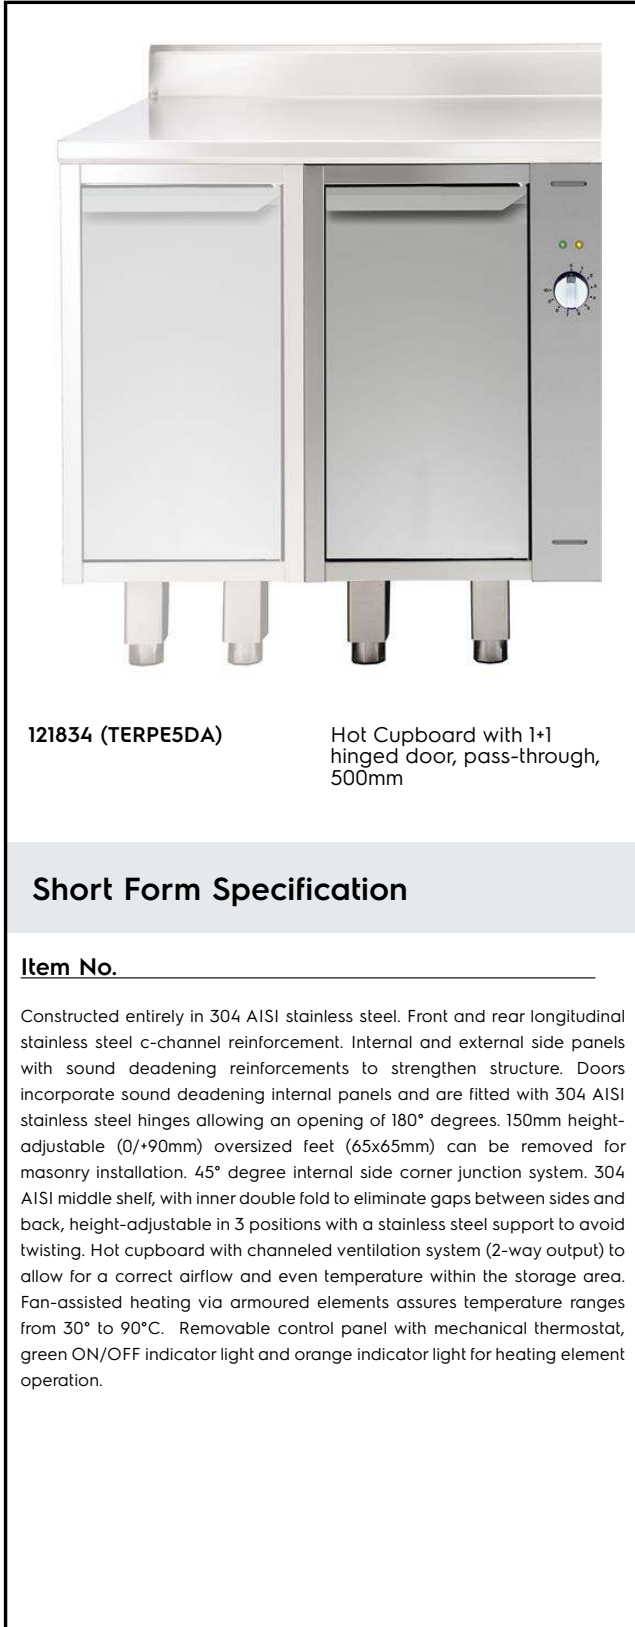 121834 (TERPE5DA)
Hot Cupboard with 1+1
hinged door, pass-through,
500mm
Short Form Specification
Item No.
Constructed entirely in 304 AISI stainless steel. Front and rear longitudinal
stainless steel c-channel reinforcement. Internal and external side panels
with sound deadening reinforcements to strengthen structure. Doors
incorporate sound deadening internal panels and are fitted with 304 AISI
stainless steel hinges allowing an opening of 180° degrees. 150mm height-
adjustable (0/+90mm) oversized feet (65x65mm) can be removed for
masonry installation. 45° degree internal side corner junction system. 304
AISI middle shelf, with inner double fold to eliminate gaps between sides and
back, height-adjustable in 3 positions with a stainless steel support to avoid
twisting. Hot cupboard with channeled ventilation system (2-way output) to
allow for a correct airflow and even temperature within the storage area.
Fan-assisted heating via armoured elements assures temperature ranges
from 30° to 90°C. Removable control panel with mechanical thermostat,
green ON/OFF indicator light and orange indicator light for heating element
operation.